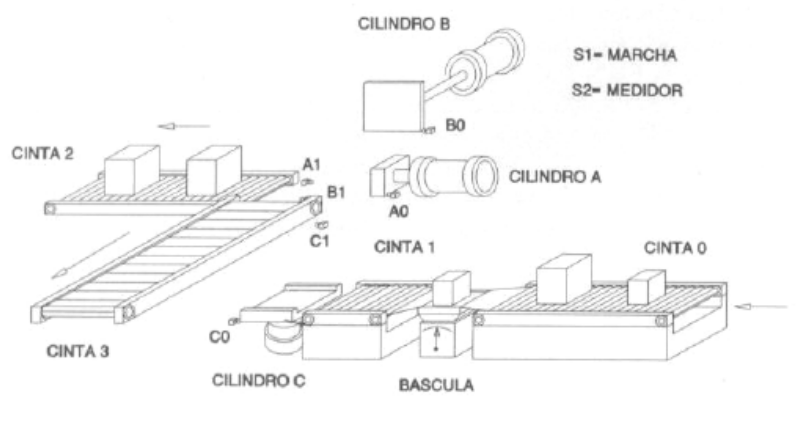 CILINDRO B
S1= MARCHA
S2= MEDIDOR
B0
CINTA 2
A1
CILINDRO A
B1
A0
C1
CINTA 1
CINTA 0
C0
CINTA 3
CILINDRO C
BASCULA